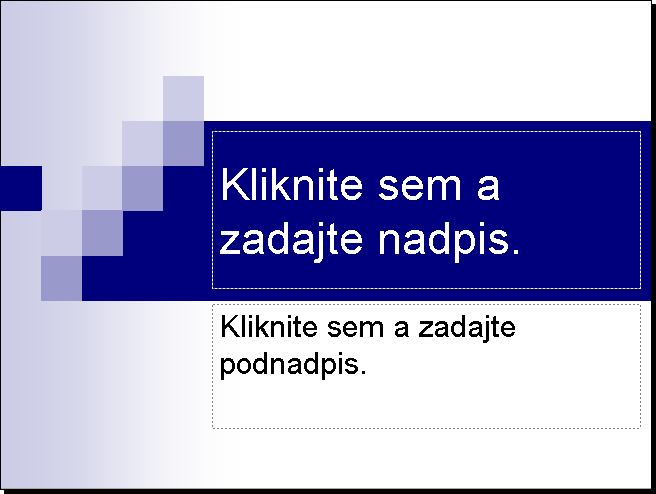 Kliknite sem a
zadajte nadpis.
Kliknite sem a zadajte
podnadpis.